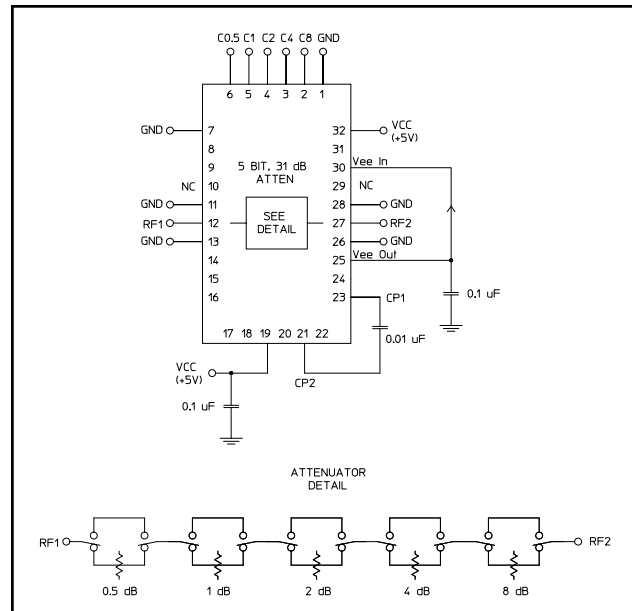 C0.5 C1 C2 C4 C8 GND
6 5 4 3 2 1
GND 7 32 VCC
(+5V)
8 31
9 30 Vee In
5 BIT, 31 dB
ATTEN
NC 10 29 NC
GND 11 28 GND
RF1 12 27 RF2
SEE
DETAIL
GND 13 26 GND
14 25 Vee Out
15 24
16 23 CP1
0.1 uF
0.01 uF
17 18 19 20 21 22
VCC
(+5V)
CP2
0.1 uF
ATTENUATOR
DETAIL
RF1 RF2
0.5 dB 1 dB 2 dB 4 dB 8 dB